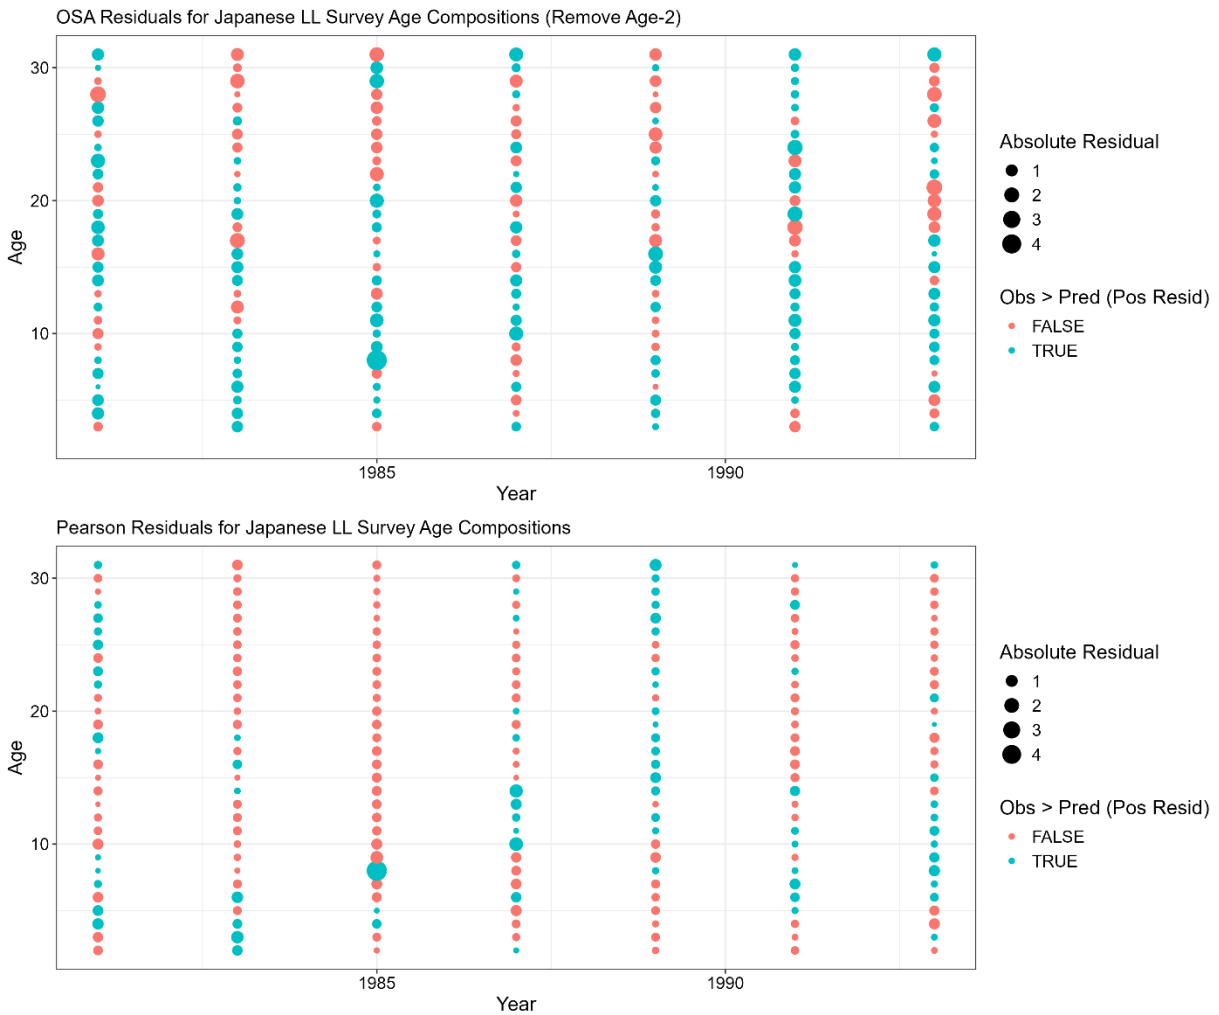 OSA Residuals for Japanese LL Survey Age Compositions (Remove Age-2)
30
20
10
Age
1985
1990
Year
Absolute Residual
1
2
3
4
Obs > Pred (Pos Resid)
FALSE
TRUE
Pearson Residuals for Japanese LL Survey Age Compositions
30
20
10
Age
1985
1990
Year
Absolute Residual
1
2
3
4
Obs > Pred (Pos Resid)
FALSE
TRUE